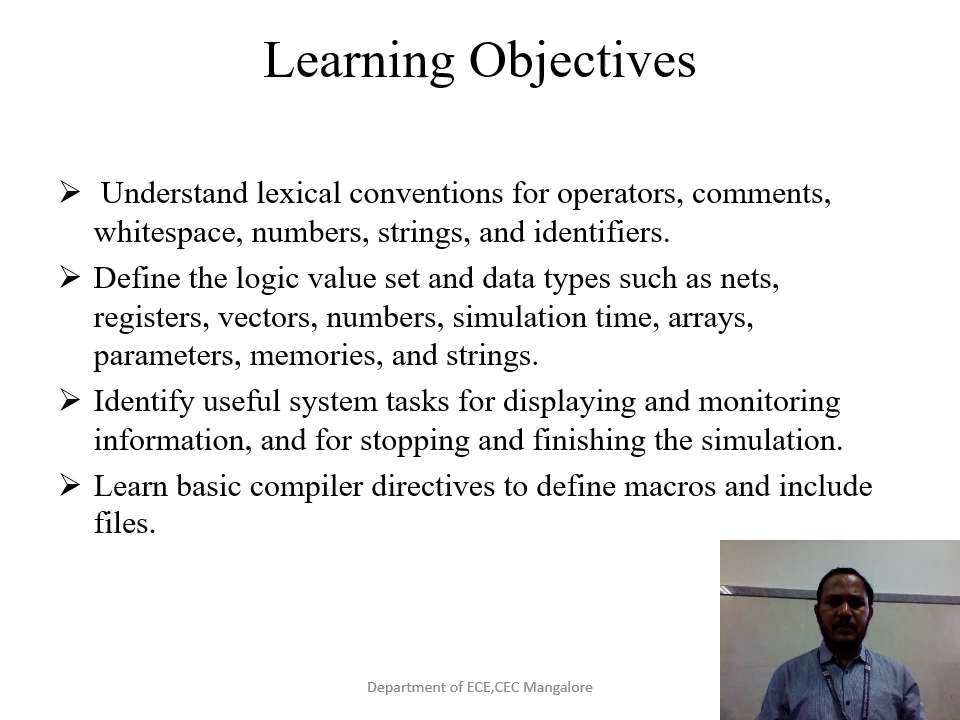 Learning Objectives
➢ Understand lexical conventions for operators, comments,
whitespace, numbers, strings, and identifiers.
➢ Define the logic value set and data types such as nets,
registers, vectors, numbers, simulation time, arrays,
parameters, memories, and strings.
➢ Identify useful system tasks for displaying and monitoring
information, and for stopping and finishing the simulation.
➢ Learn basic compiler directives to define macros and include
files.
Department of ECE,CEC Mangalore